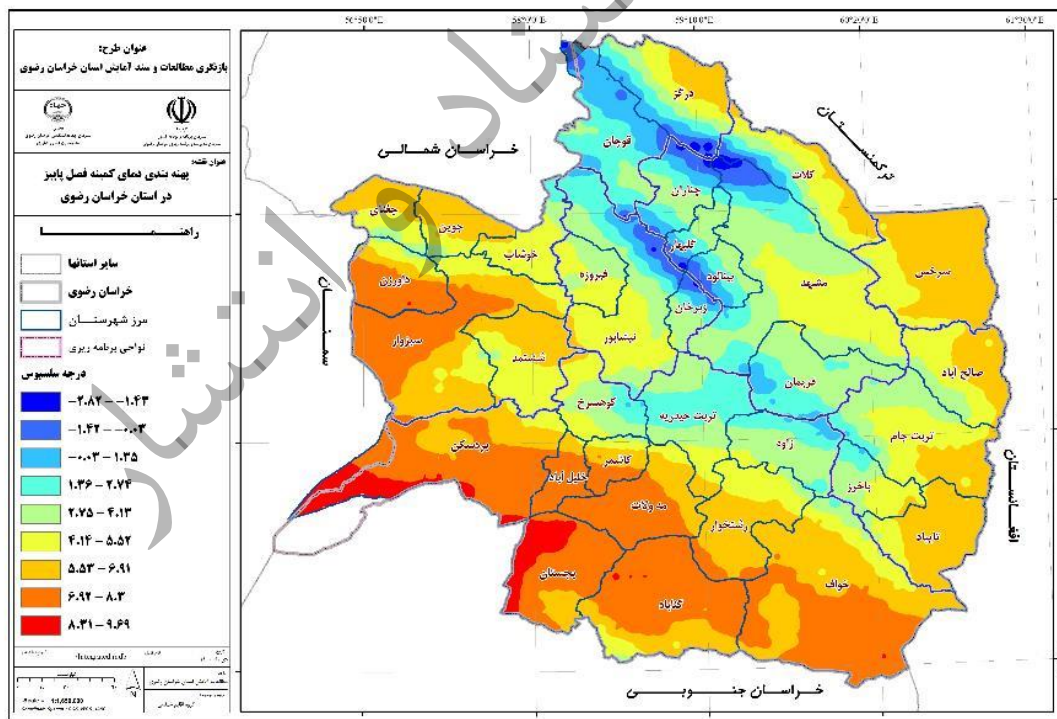 عنوان طرح:
بازنگری مطالعات و سند آمایش استان خراسان رضوی
عنوان نقشه:
پهنه بندی دمای کمینه فصل پاییز
در استان خراسان رضوی
راهنمـــا
سایر استانها
خراسان رضوی
مرز شهرستـــان
نواحی برنامه ریزی
درجه سلسیوس
-۲.۸۲ - -۱.۴۳
-۱.۴۲ - -۰.۰۳
-۰.۰۳ - ۱.۳۵
۱.۳۶ - ۲.۷۴
۲.۷۵ - ۴.۱۳
۴.۱۴ - ۵.۵۲
۵.۵۳ - ۶.۹۱
۶.۹۲ - ۸.۳
۸.۳۱ - ۹.۶۹
خراسان شمالی
ترکمنستان
افغانستان
سمنان
خراسان جنوبی
درگز
قوچان
کلات
چناران
گلبهار
بینالود
زبرخان
مشهد
سرخس
جغتای
جوین
خوشاب
فیروزه
داورزن
سبزوار
نیشابور
ششتمد
فریمان
صالح آباد
کوهسرخ
تربت حیدریه
زاوه
تربت جام
بردسکن
کاشمر
خلیل آباد
مه ولات
رشتخوار
باخرز
تایباد
بجستان
گناباد
خواف
انتشار